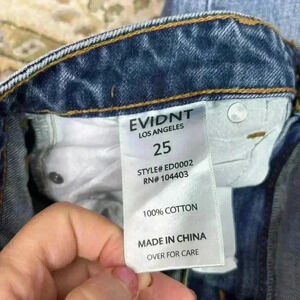 EVIDNT
LOS ANGELES
25
STYLE# ED0002
RN# 104403
100% COTTON
MADE IN CHINA
OVER FOR CARE